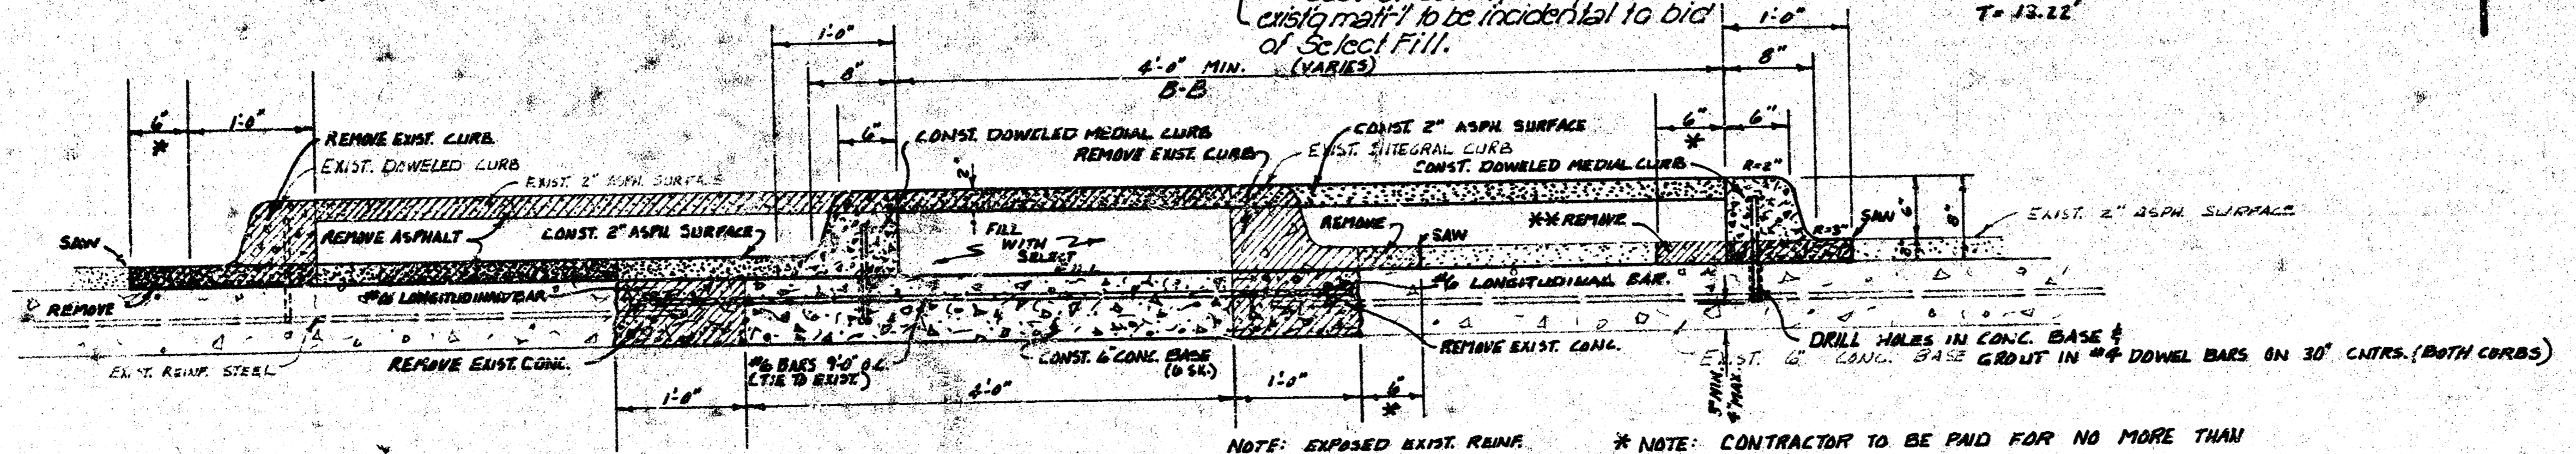 exist'g mat'l to be incidental to bid
of Select Fill.
T= 13.22'
1'-0"
1'-0"
8"
4'-0" MIN. (VARIES)
8"
B-B
6"
*
1'-0"
REMOVE EXIST. CURB
EXIST. DOWELED CURB
EXIST. 2" ASPH. SURFACE
6"
CONST. DOWELED MEDIAL CURB
REMOVE EXIST. CURB
2"
CONST. 2" ASPH. SURFACE
EXIST. INTEGRAL CURB
CONST. DOWELED MEDIAL CURB
6"
*
6"
R=2"
SAW
REMOVE ASPHALT
CONST. 2" ASPH. SURFACE
FILL
WITH
SELECT
REMOVE
SAW
** REMOVE
R=3"
SAW
6"
8"
EXIST. 2" ASPH. SURFACE
REMOVE
#6 LONGITUDINAL BAR
#6 LONGITUDINAL BAR.
EXIST. REINF. STEEL
REMOVE EXIST. CONC.
#6 BARS 9'-0" O.C.
(TIE TO EXIST.)
CONST. 6" CONC. BASE
(6 SK.)
REMOVE EXIST. CONC.
DRILL HOLES IN CONC. BASE &
GROUT IN #4 DOWEL BARS ON 30" CNTRS. (BOTH CURBS)
EXIST. 6" CONC. BASE
1'-0"
4'-0"
1'-0"
6"
*
3" MIN.
4" MAX.
NOTE: EXPOSED EXIST. REINF.
* NOTE: CONTRACTOR TO BE PAID FOR NO MORE THAN